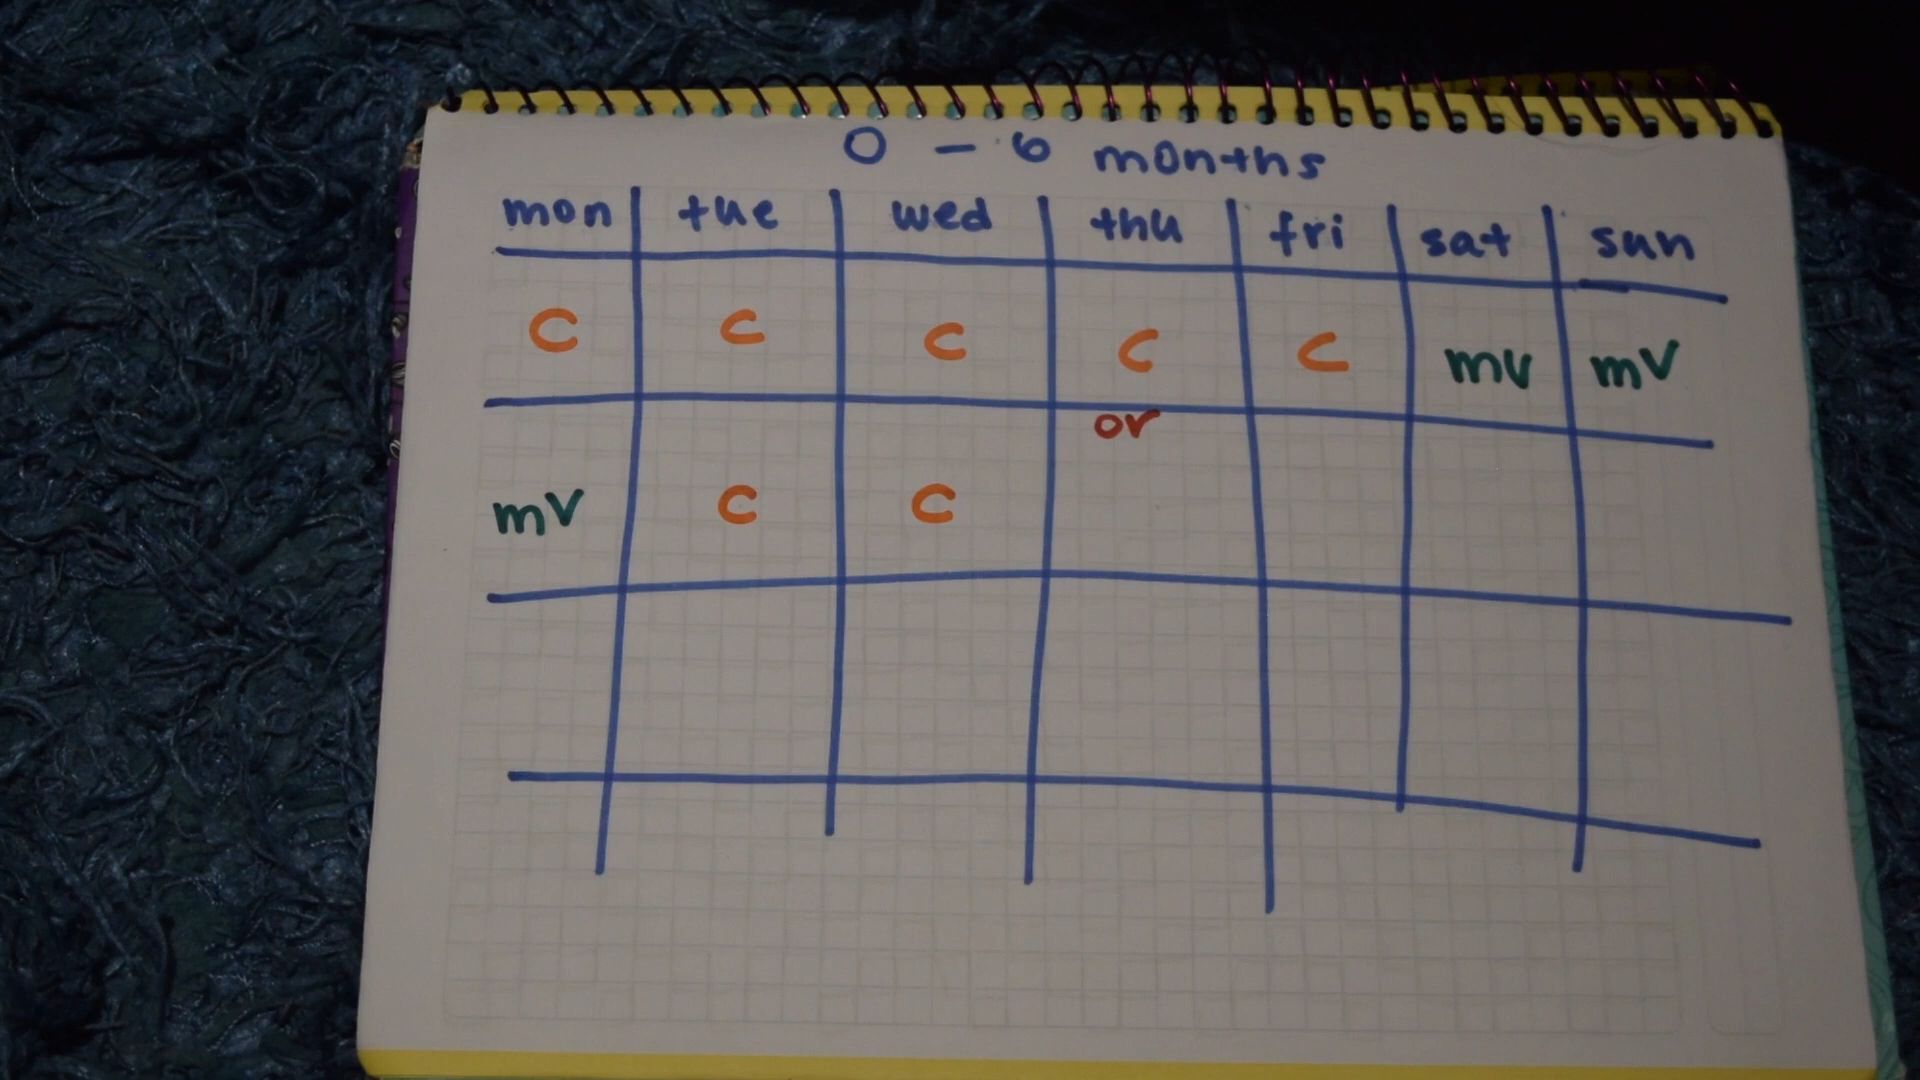 0 - 6 months
mon tue wed thu fri sat sun
C C C C C mv mv
or
mv C C